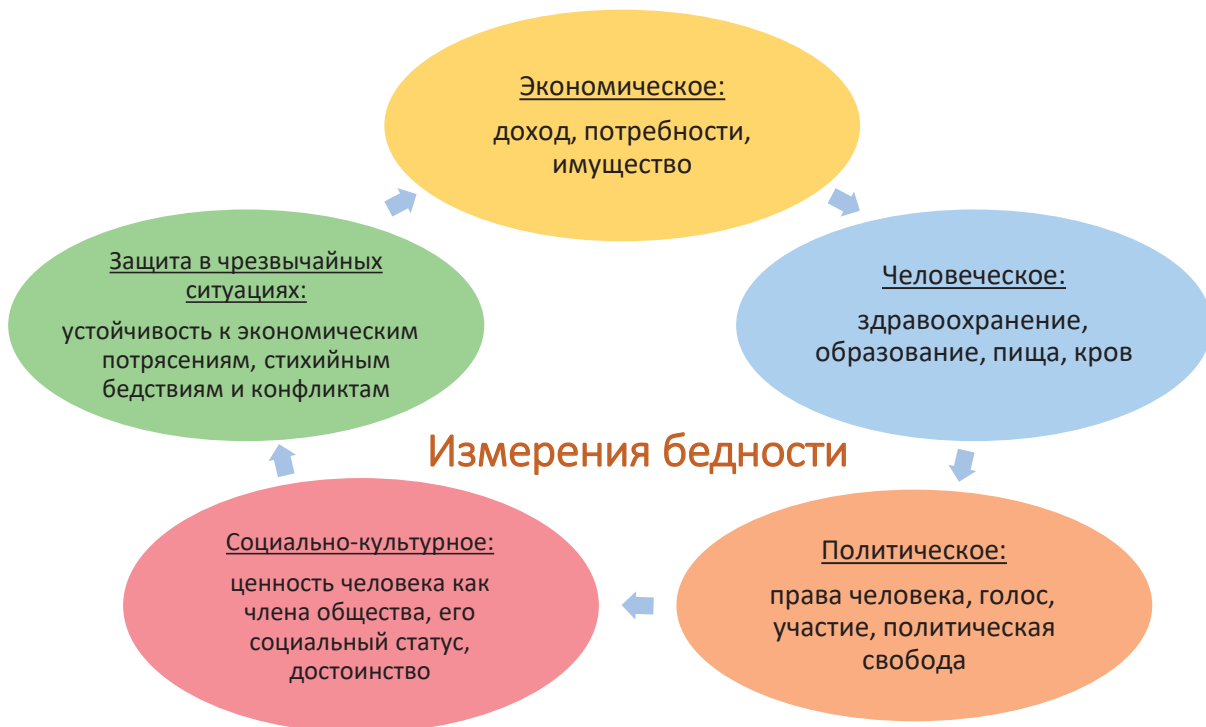 Экономическое:
доход, потребности,
имущество
Человеческое:
здравоохранение,
образование, пища, кров
Политическое:
права человека, голос,
участие, политическая
свобода
Социально-культурное:
ценность человека как
члена общества, его
социальный статус,
достоинство
Защита в чрезвычайных
ситуациях:
устойчивость к экономическим
потрясениям, стихийным
бедствиям и конфликтам
Измерения бедности